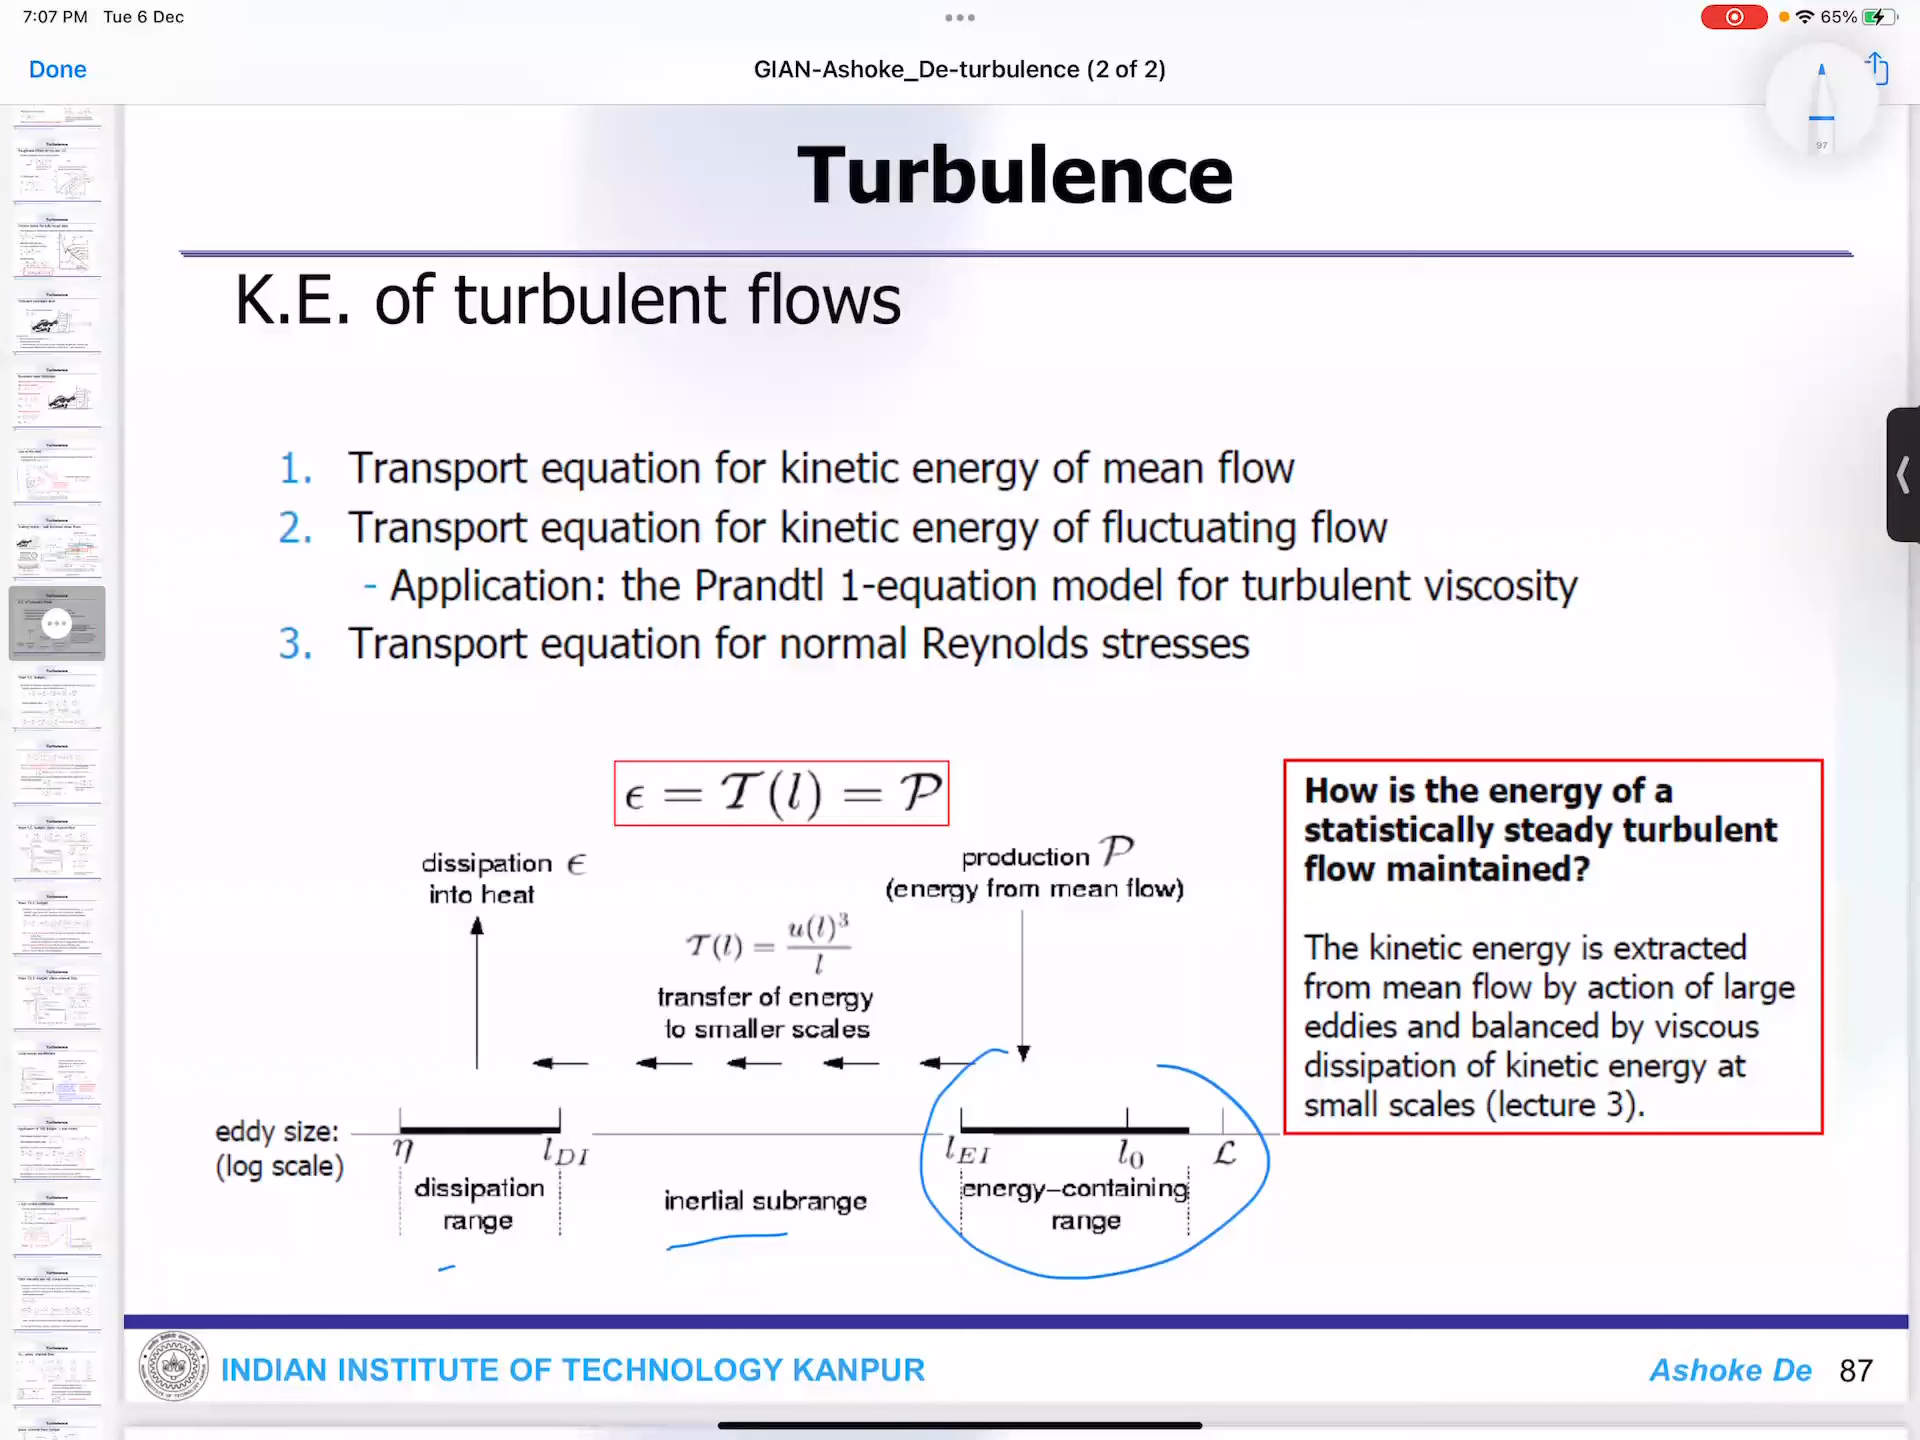 7:07 PM Tue 6 Dec
65%
Done
GIAN-Ashoke_De-turbulence (2 of 2)
97
Turbulence
K.E. of turbulent flows
1. Transport equation for kinetic energy of mean flow
2. Transport equation for kinetic energy of fluctuating flow
- Application: the Prandtl 1-equation model for turbulent viscosity
3. Transport equation for normal Reynolds stresses
ϵ = 𝒯(l) = 𝒫
dissipation ϵ
into heat
production 𝒫
(energy from mean flow)
𝒯(l) = u(l)³/l
transfer of energy
to smaller scales
eddy size:
(log scale)
η l_DI l_EI l_0 ℒ
dissipation
range
inertial subrange
energy–containing
range
How is the energy of a
statistically steady turbulent
flow maintained?
The kinetic energy is extracted
from mean flow by action of large
eddies and balanced by viscous
dissipation of kinetic energy at
small scales (lecture 3).
INDIAN INSTITUTE OF TECHNOLOGY KANPUR
Ashoke De 87